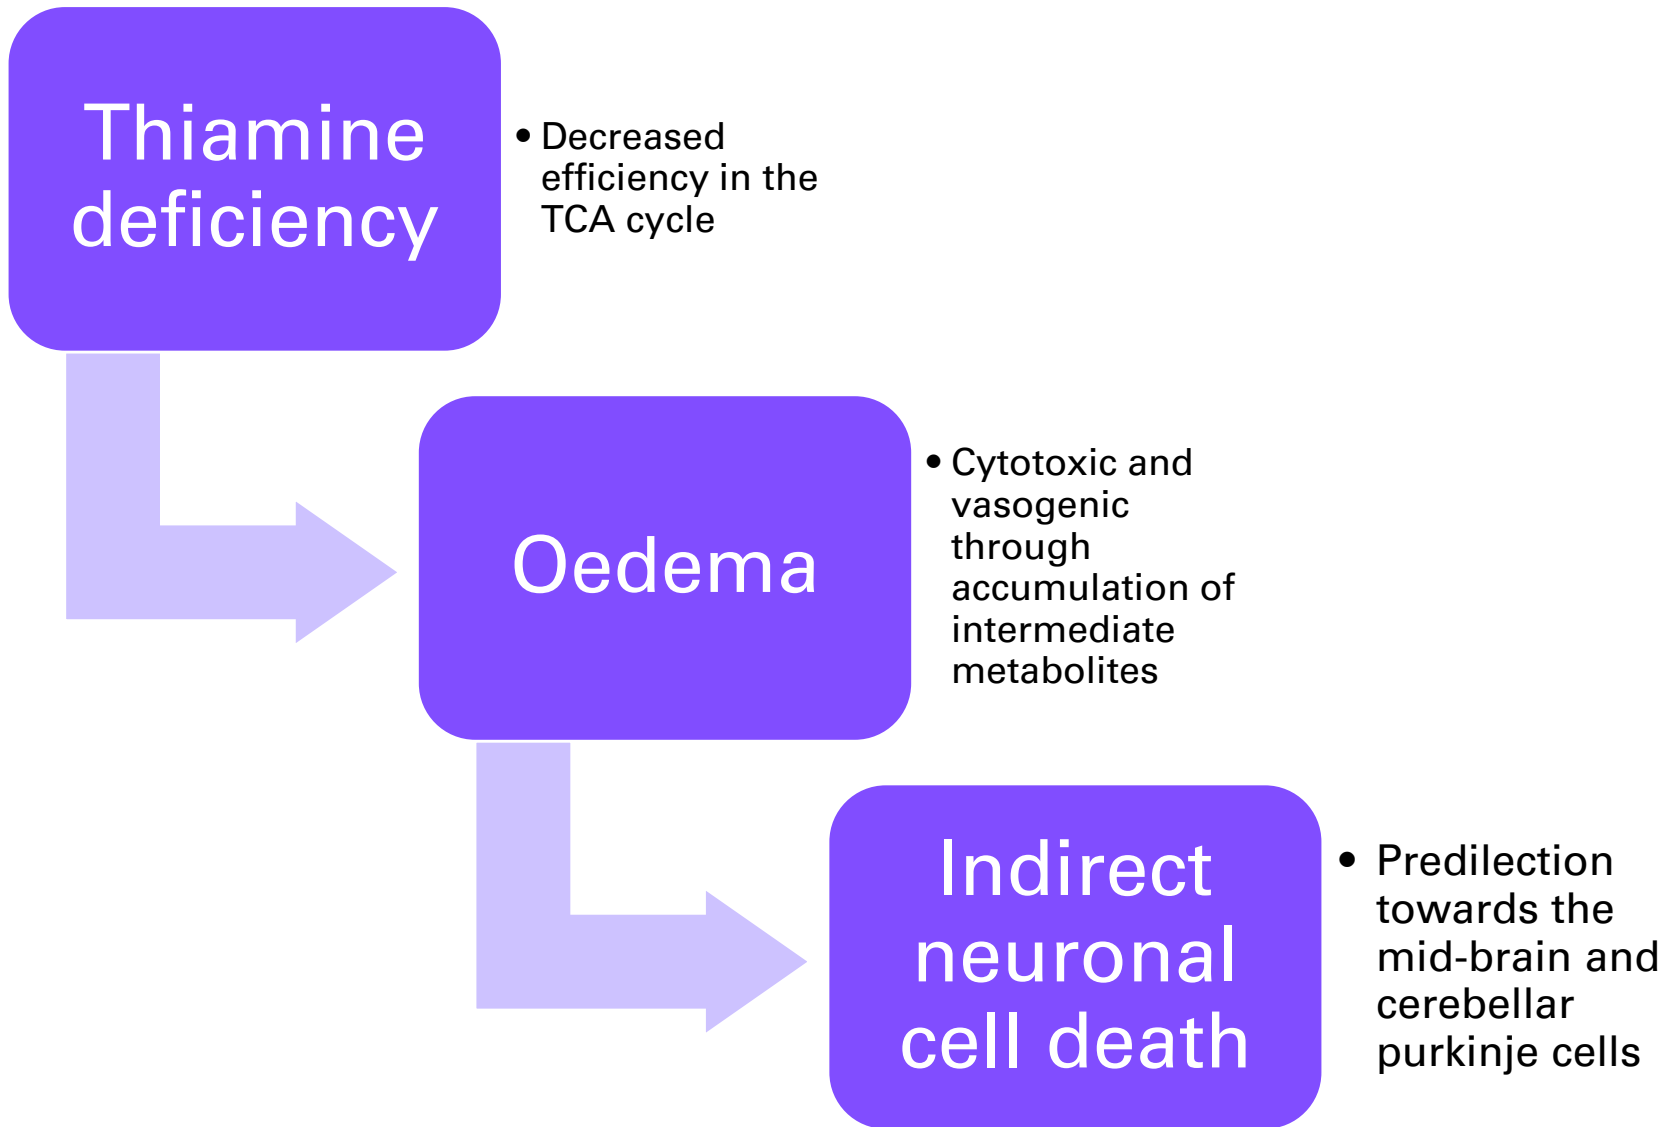 Thiamine
deficiency
• Decreased
efficiency in the
TCA cycle
Oedema
• Cytotoxic and
vasogenic
through
accumulation of
intermediate
metabolites
Indirect
neuronal
cell death
• Predilection
towards the
mid-brain and
cerebellar
purkinje cells